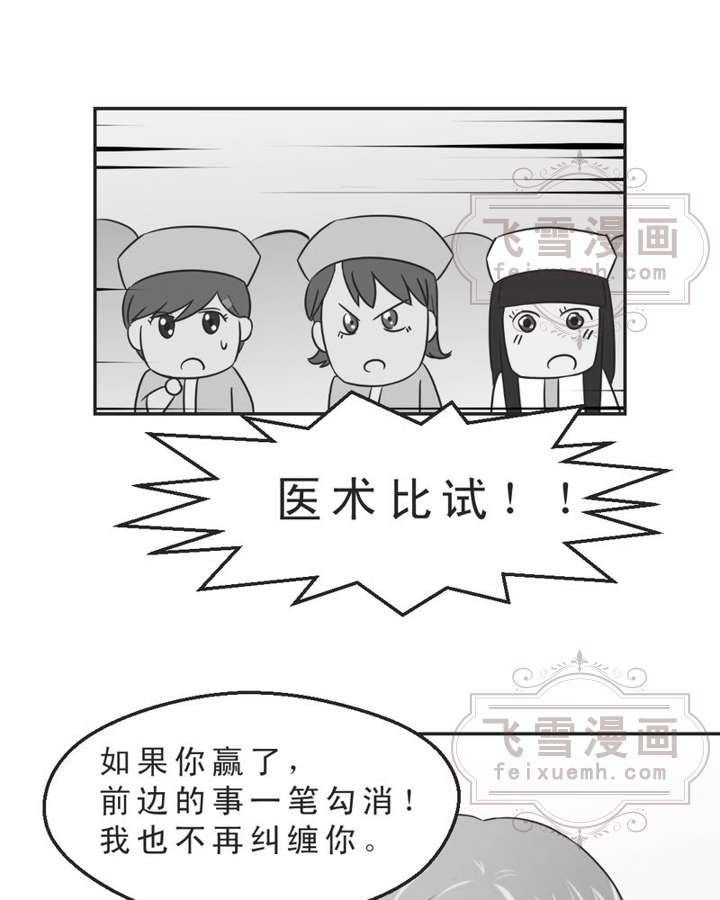 飞雪漫画
feixuemh.com
医术比试！！
飞雪漫画
feixuemh.com
如果你赢了，
前边的事一笔勾消！
我也不再纠缠你。